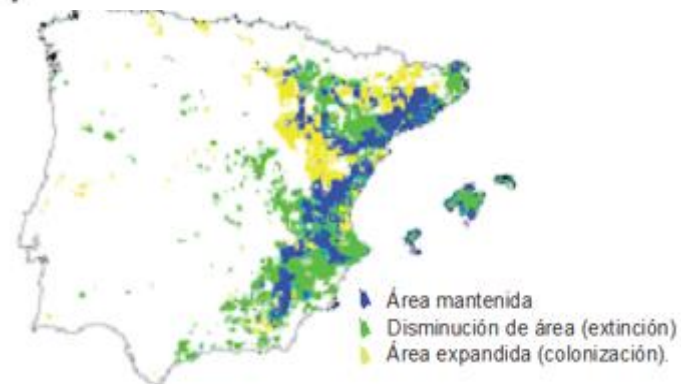 Área mantenida
Disminución de área (extinción)
Área expandida (colonización).